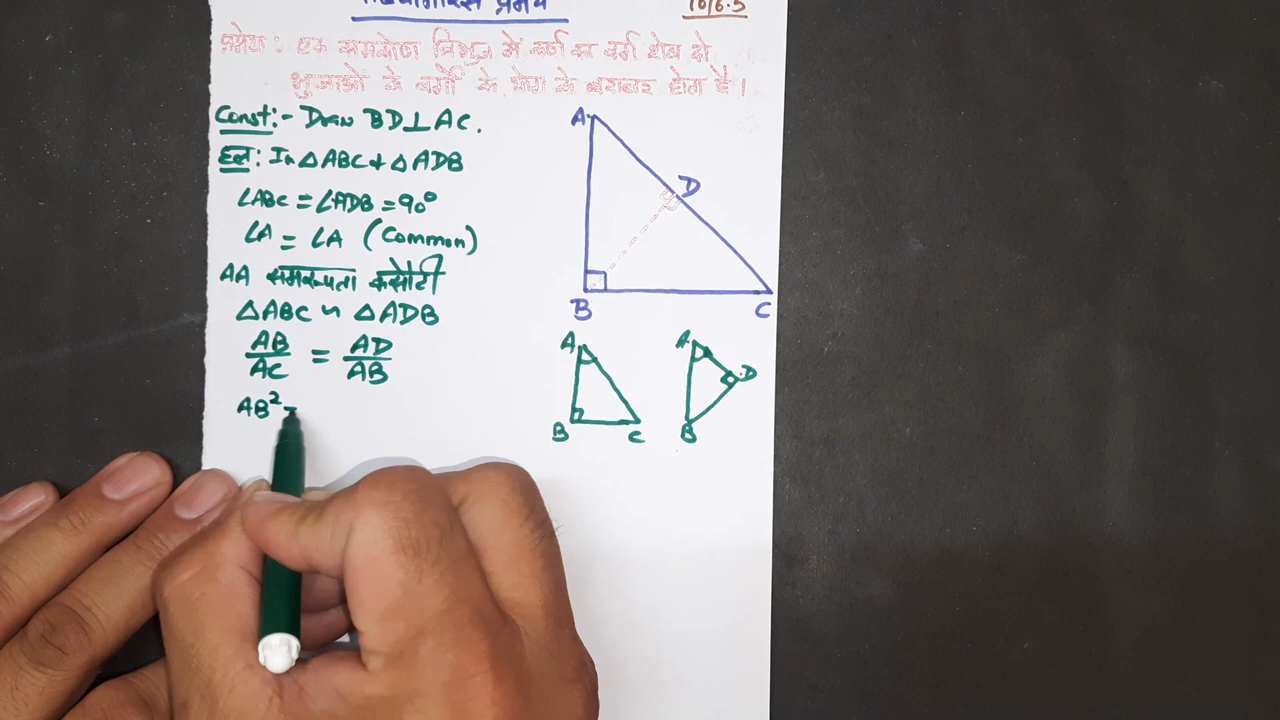 पाइथागोरस प्रमेय
10/6.5
प्रमेय : एक समकोण त्रिभुज में कर्ण का वर्ग शेष दो
भुजाओं के वर्गों के योग के बराबर होता है।
Const:- Draw BD⊥AC.
हल: In △ABC & △ADB
∠ABC = ∠ADB = 90°
∠A = ∠A (Common)
AA समरूपता कसौटी
△ABC ~ △ADB
AB/AC = AD/AB
AB² =
A
D
B
C
A
B
C
A
D
B